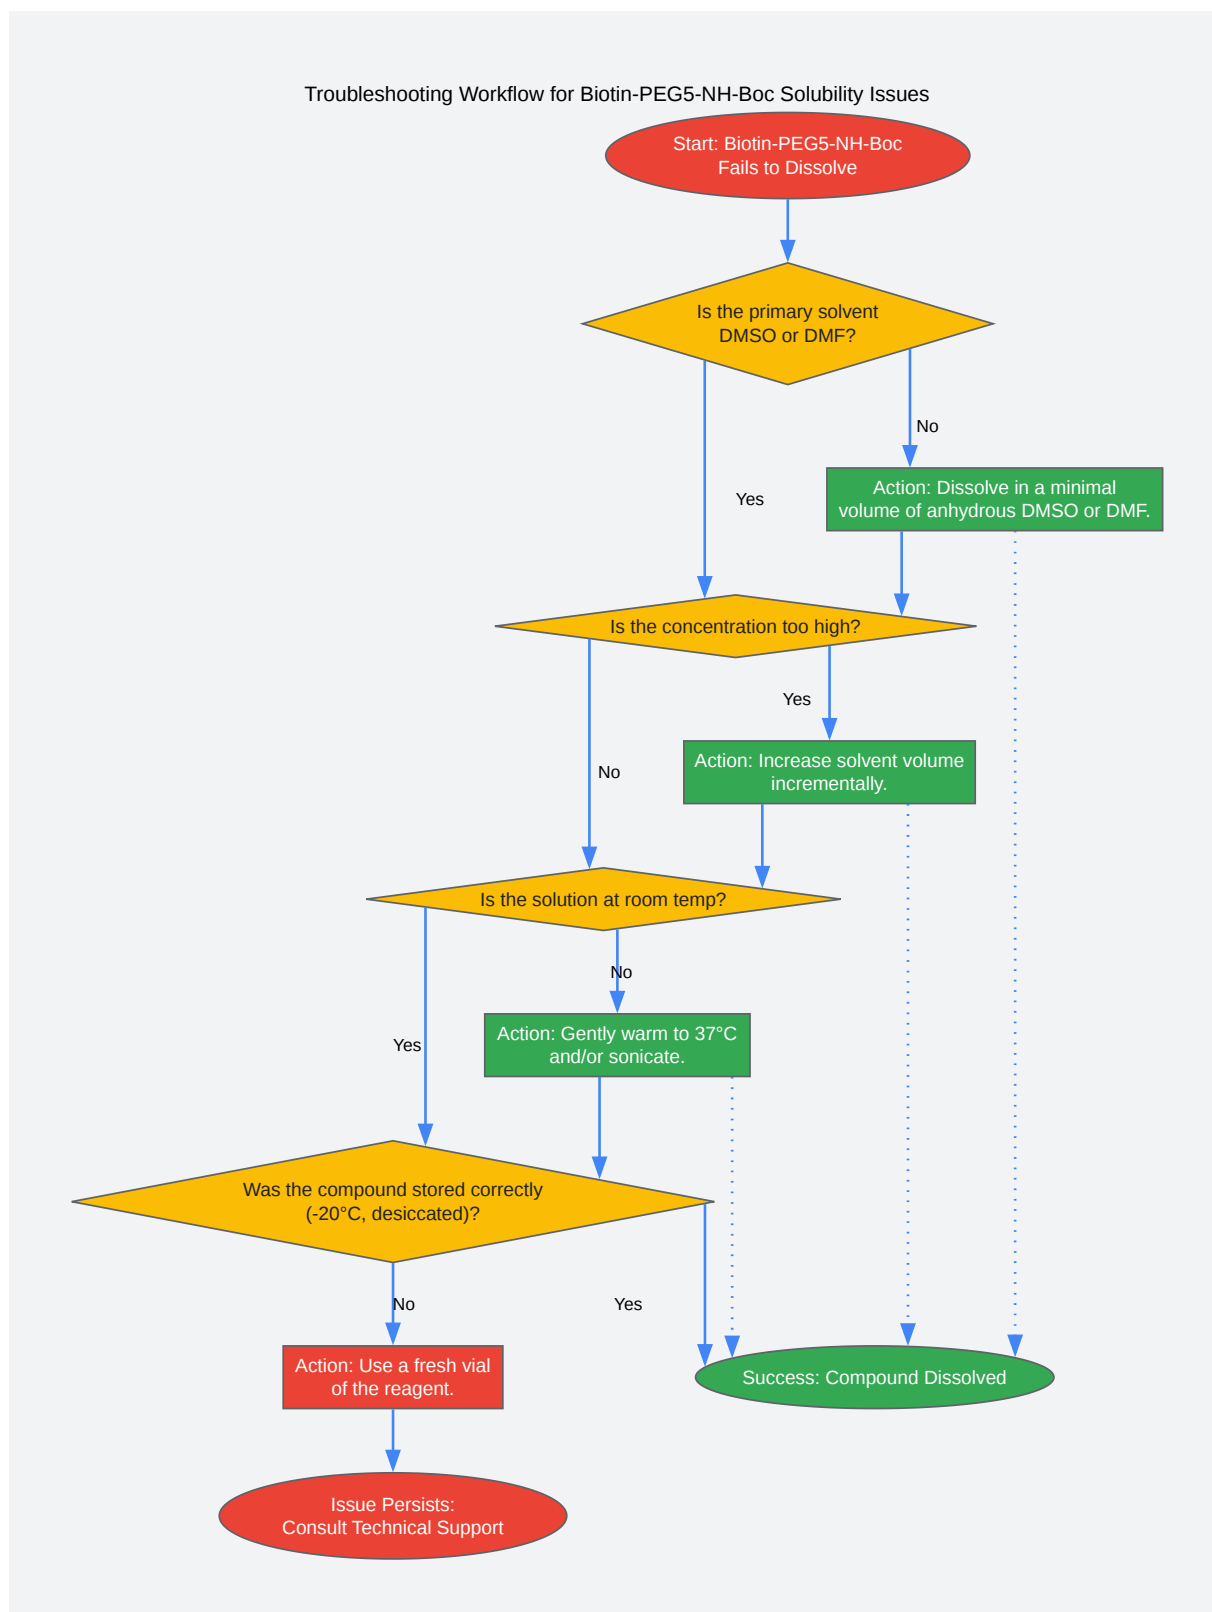 Troubleshooting Workflow for Biotin-PEG5-NH-Boc Solubility Issues
Start: Biotin-PEG5-NH-Boc
Fails to Dissolve
Is the primary solvent
DMSO or DMF?
No
Yes
Action: Dissolve in a minimal
volume of anhydrous DMSO or DMF.
Is the concentration too high?
Yes
No
Action: Increase solvent volume
incrementally.
Is the solution at room temp?
No
Yes
Action: Gently warm to 37°C
and/or sonicate.
Was the compound stored correctly
(-20°C, desiccated)?
No
Yes
Action: Use a fresh vial
of the reagent.
Success: Compound Dissolved
Issue Persists:
Consult Technical Support